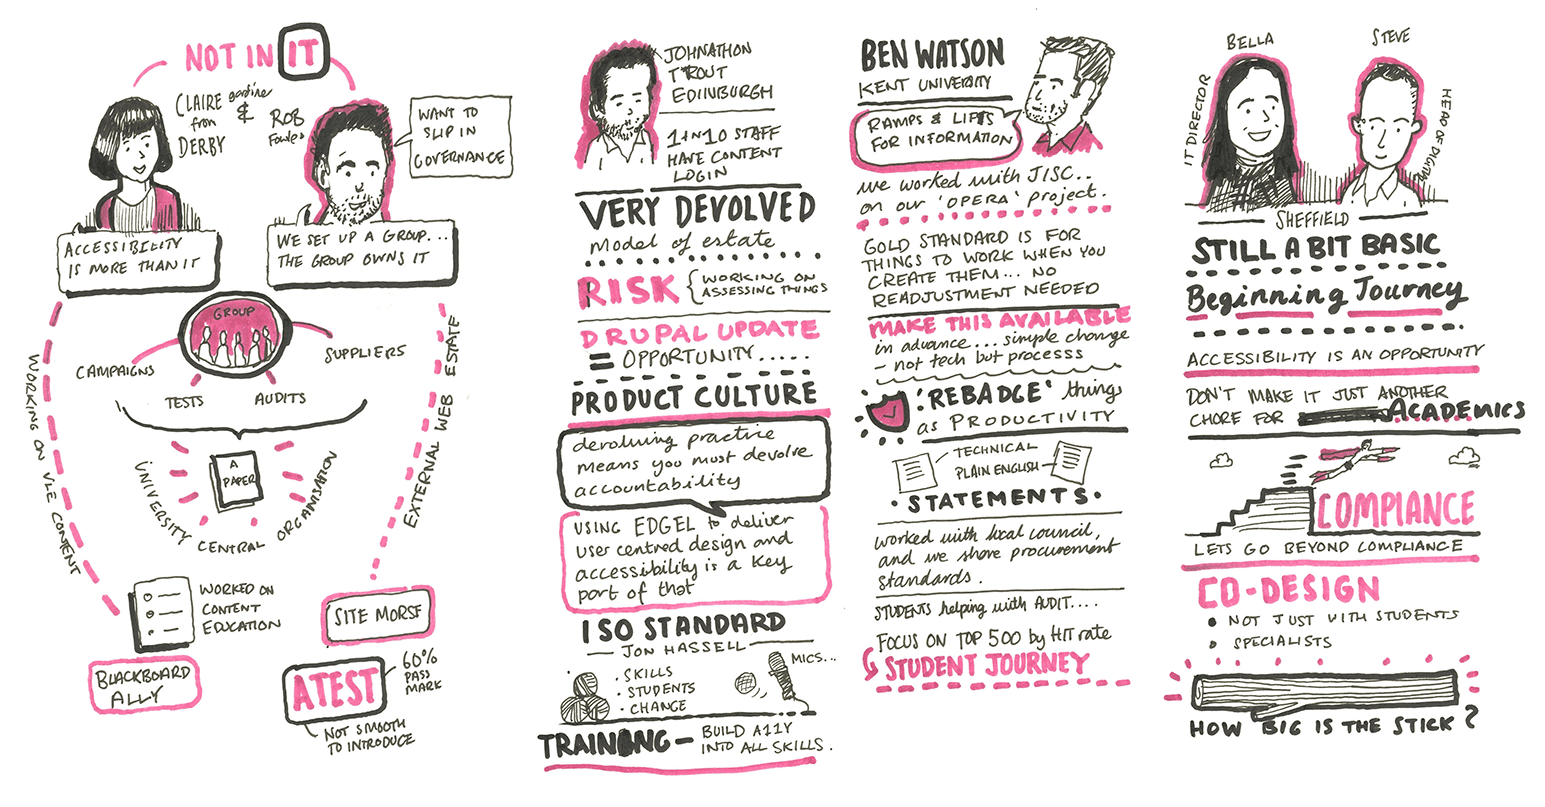 NOT IN IT
CLAIRE gardiner &
from
DERBY
ROB
Fowles
WANT TO
SLIP IN
GOVERNANCE
ACCESSIBILITY
IS MORE THAN IT
WE SET UP A GROUP...
THE GROUP OWNS IT
GROUP
CAMPAIGNS
SUPPLIERS
TESTS
AUDITS
A
PAPER
UNIVERSITY CENTRAL ORGANISATION
WORKING ON VLE CONTENT
EXTERNAL WEB ESTATE
WORKED ON
CONTENT
EDUCATION
BLACKBOARD
ALLY
SITE MORSE
ATEST
60%
PASS
MARK
NOT SMOOTH
TO INTRODUCE
JOHNATHON
TROUT
EDINBURGH
1 IN 10 STAFF
HAVE CONTENT
LOGIN
VERY DEVOLVED
Model of estate
RISK
WORKING ON
ASSESSING THINGS
DRUPAL UPDATE
= OPPORTUNITY.....
PRODUCT CULTURE
devolving practice
means you must devolve
accountability
USING EDGEL to deliver
user centred design and
accessibility is a key
part of that
ISO STANDARD
JON HASSELL
· SKILLS
· STUDENTS
· CHANGE
MICS...
TRAINING –
BUILD A11Y
INTO ALL SKILLS.
BEN WATSON
KENT UNIVERSITY
RAMPS & LIFTS
FOR INFORMATION
we worked with JISC...
on our 'OPERA' project.
GOLD STANDARD IS FOR
THINGS TO WORK WHEN YOU
CREATE THEM... NO
READJUSTMENT NEEDED
MAKE THIS AVAILABLE
in advance... simple change
– not tech but processs
'REBADGE' things
as PRODUCTIVITY
TECHNICAL
PLAIN ENGLISH
· STATEMENTS ·
worked with local council,
and we share procurement
standards.
STUDENTS helping with AUDIT....
FOCUS ON TOP 500 by HIT rate
STUDENT JOURNEY
BELLA
STEVE
IT DIRECTOR
HEAD OF DIGITAL
SHEFFIELD
STILL A BIT BASIC
Beginning Journey
ACCESSIBILITY IS AN OPPORTUNITY
DON'T MAKE IT JUST ANOTHER
CHORE FOR ACADEMICS
COMPIANCE
LETS GO BEYOND COMPLIANCE
CO-DESIGN
• NOT JUST WITH STUDENTS
• SPECIALISTS
HOW BIG IS THE STICK?